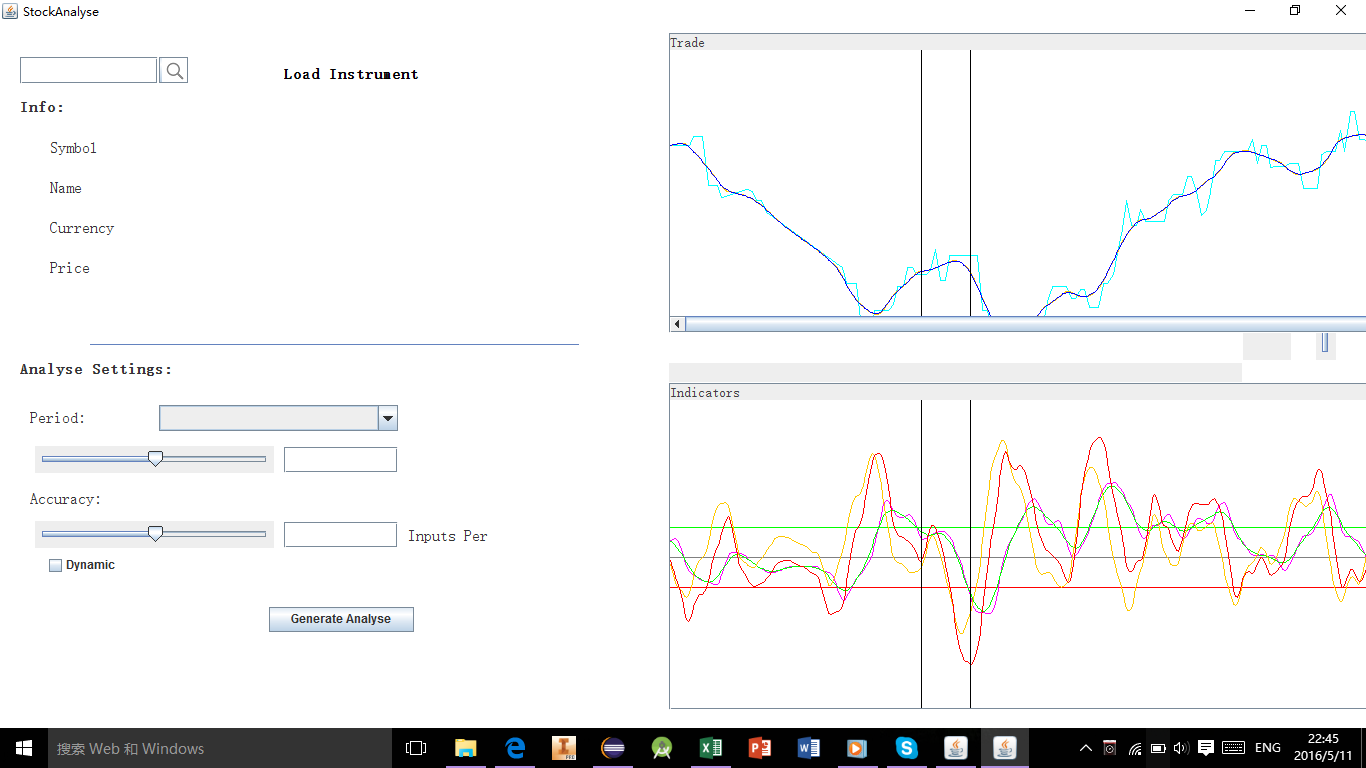 StockAnalyse
Load Instrument
Info:
Symbol
Name
Currency
Price
Analyse Settings:
Period:
Accuracy:
Inputs Per
Dynamic
Generate Analyse
Trade
Indicators
搜索 Web 和 Windows
ENG
22:45
2016/5/11